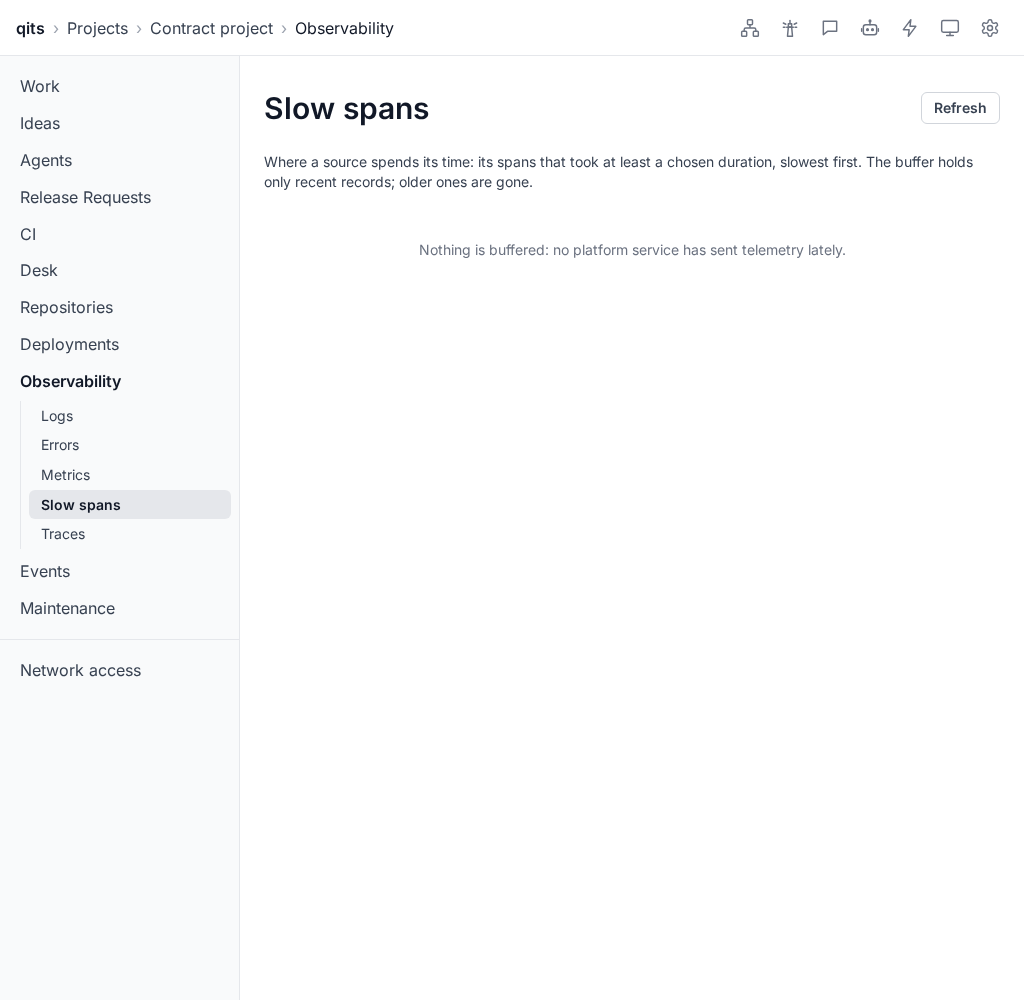 qits › Projects › Contract project › Observability
Work
Ideas
Agents
Release Requests
CI
Desk
Repositories
Deployments
Observability
Logs
Errors
Metrics
Slow spans
Traces
Events
Maintenance
Network access
Slow spans
Refresh
Where a source spends its time: its spans that took at least a chosen duration, slowest first. The buffer holds
only recent records; older ones are gone.
Nothing is buffered: no platform service has sent telemetry lately.